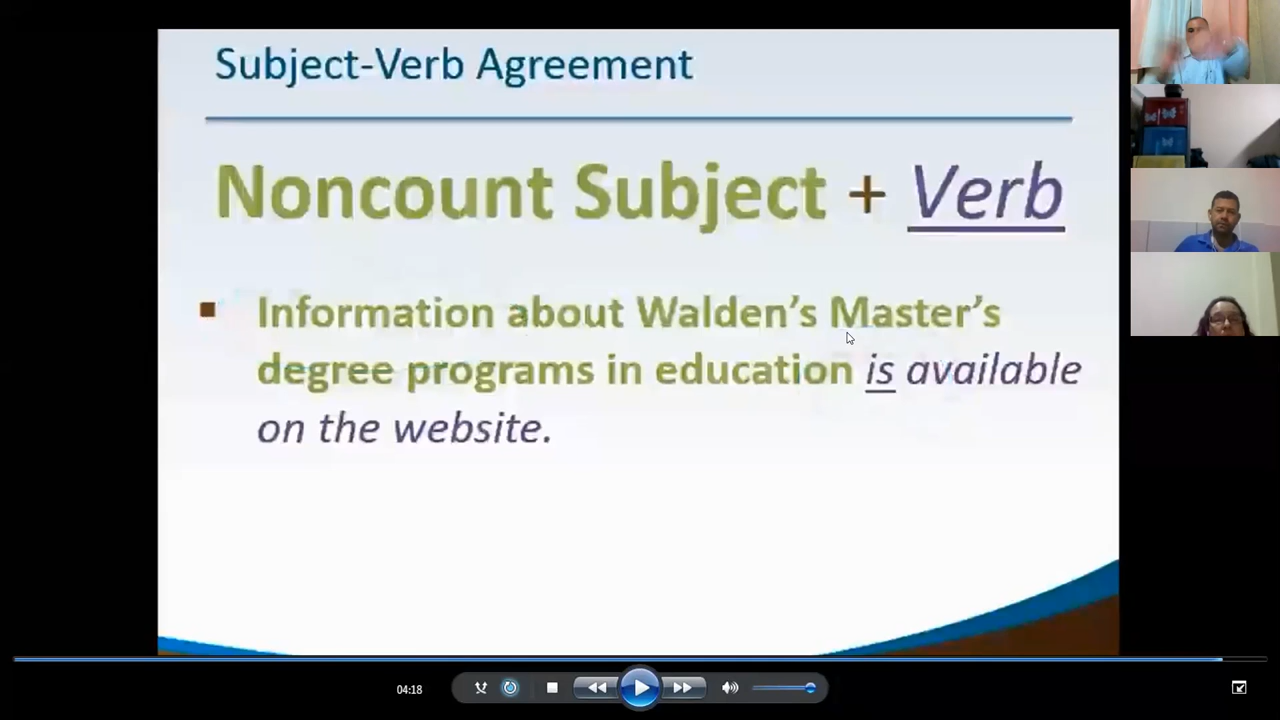 Subject-Verb Agreement
Noncount Subject + Verb
Information about Walden's Master's
degree programs in education is available
on the website.
04:18